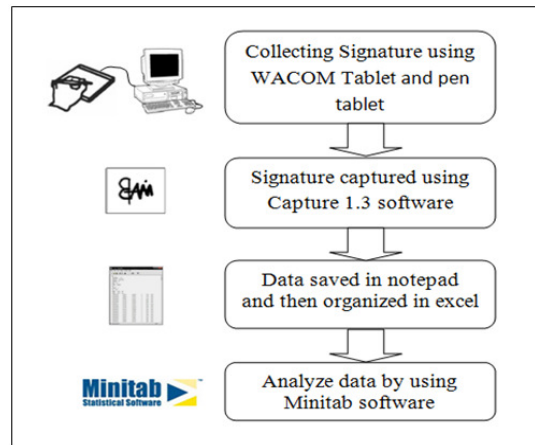 Collecting Signature using
WACOM Tablet and pen
tablet
Signature captured using
Capture 1.3 software
Data saved in notepad
and then organized in excel
Minitab
Statistical Software
Analyze data by using
Minitab software